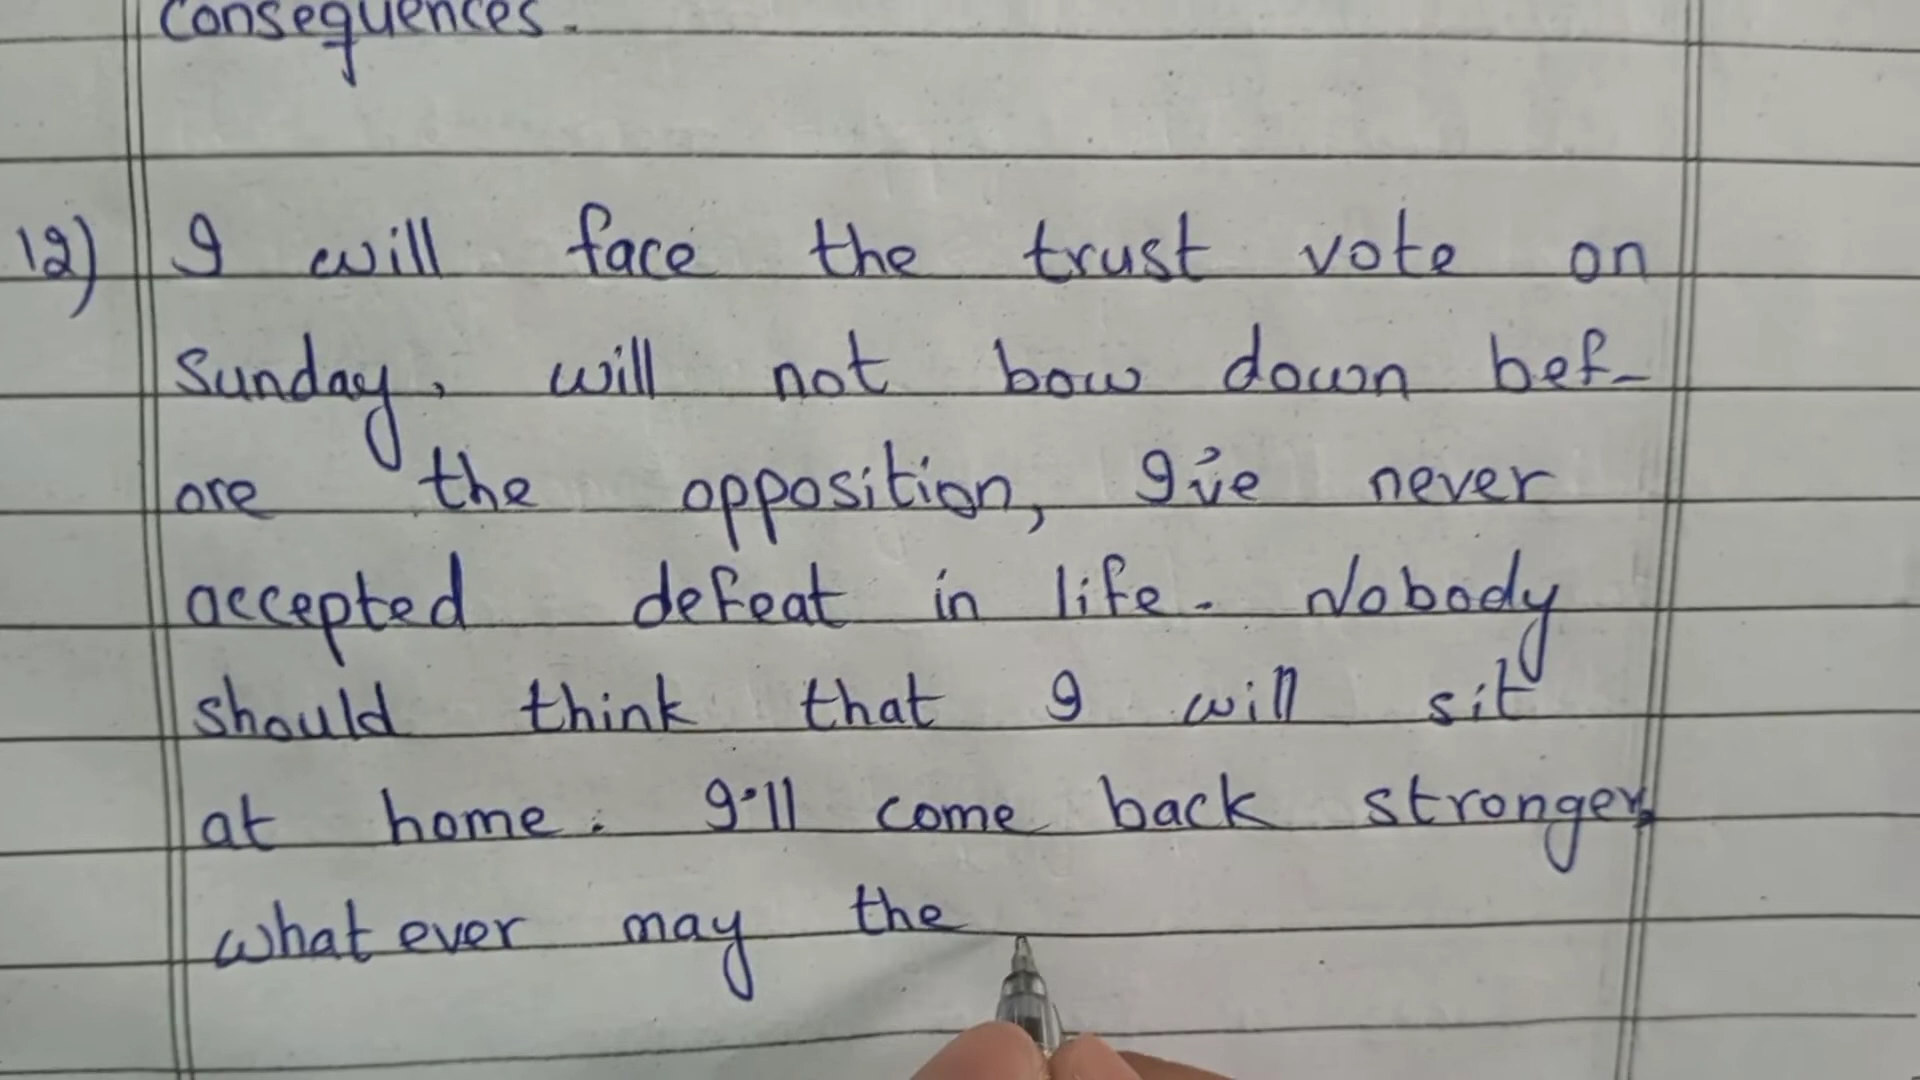 consequences.
12) I will face the trust vote on
Sunday, will not bow down bef-
ore the opposition, I've never
accepted defeat in life. Nobody
should think that I will sit
at home. I'll come back stronger,
whatever may the